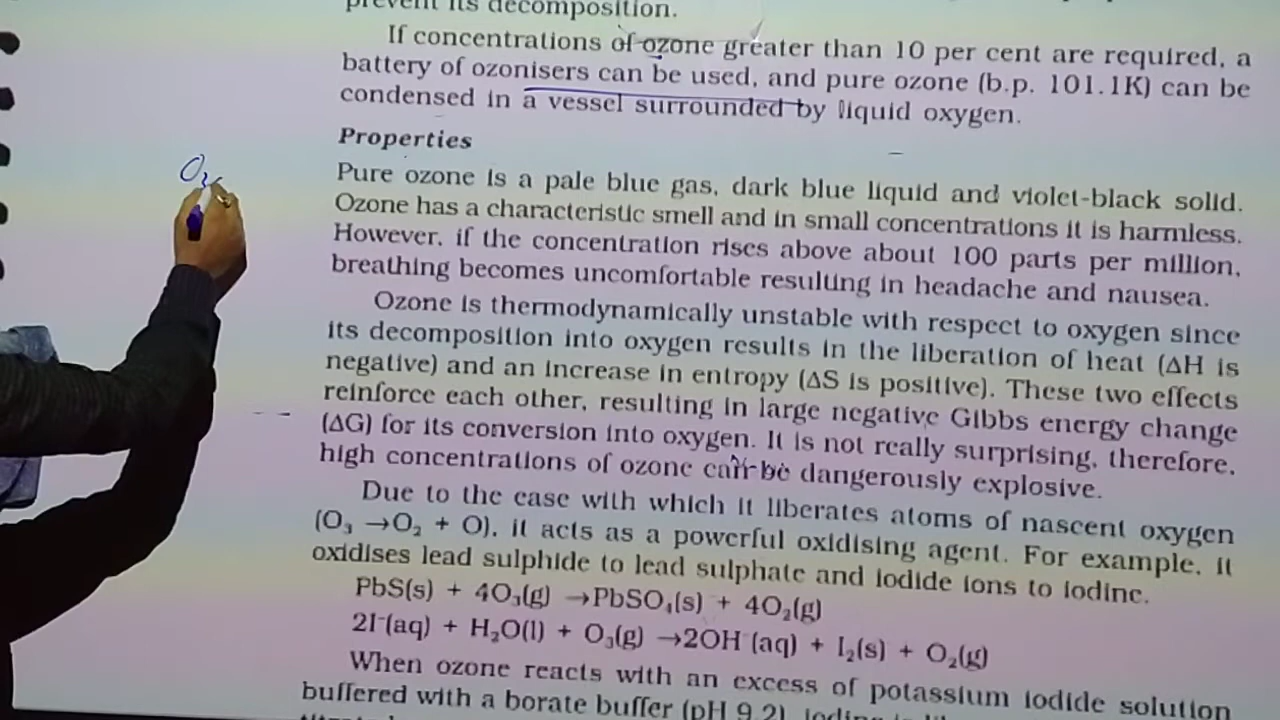 prevent its decomposition.
If concentrations of ozone greater than 10 per cent are required, a
battery of ozonisers can be used, and pure ozone (b.p. 101.1K) can be
condensed in a vessel surrounded by liquid oxygen.
Properties
Pure ozone is a pale blue gas, dark blue liquid and violet-black solid.
Ozone has a characteristic smell and in small concentrations it is harmless.
However, if the concentration rises above about 100 parts per million,
breathing becomes uncomfortable resulting in headache and nausea.
Ozone is thermodynamically unstable with respect to oxygen since
its decomposition into oxygen results in the liberation of heat (ΔH is
negative) and an increase in entropy (ΔS is positive). These two effects
reinforce each other, resulting in large negative Gibbs energy change
(ΔG) for its conversion into oxygen. It is not really surprising, therefore,
high concentrations of ozone can be dangerously explosive.
Due to the ease with which it liberates atoms of nascent oxygen
(O₃ →O₂ + O), it acts as a powerful oxidising agent. For example, it
oxidises lead sulphide to lead sulphate and iodide ions to iodine.
PbS(s) + 4O₃(g) →PbSO₄(s) + 4O₂(g)
2I⁻(aq) + H₂O(l) + O₃(g) →2OH⁻(aq) + I₂(s) + O₂(g)
When ozone reacts with an excess of potassium iodide solution
buffered with a borate buffer (pH 9.2), iodine is
O₃